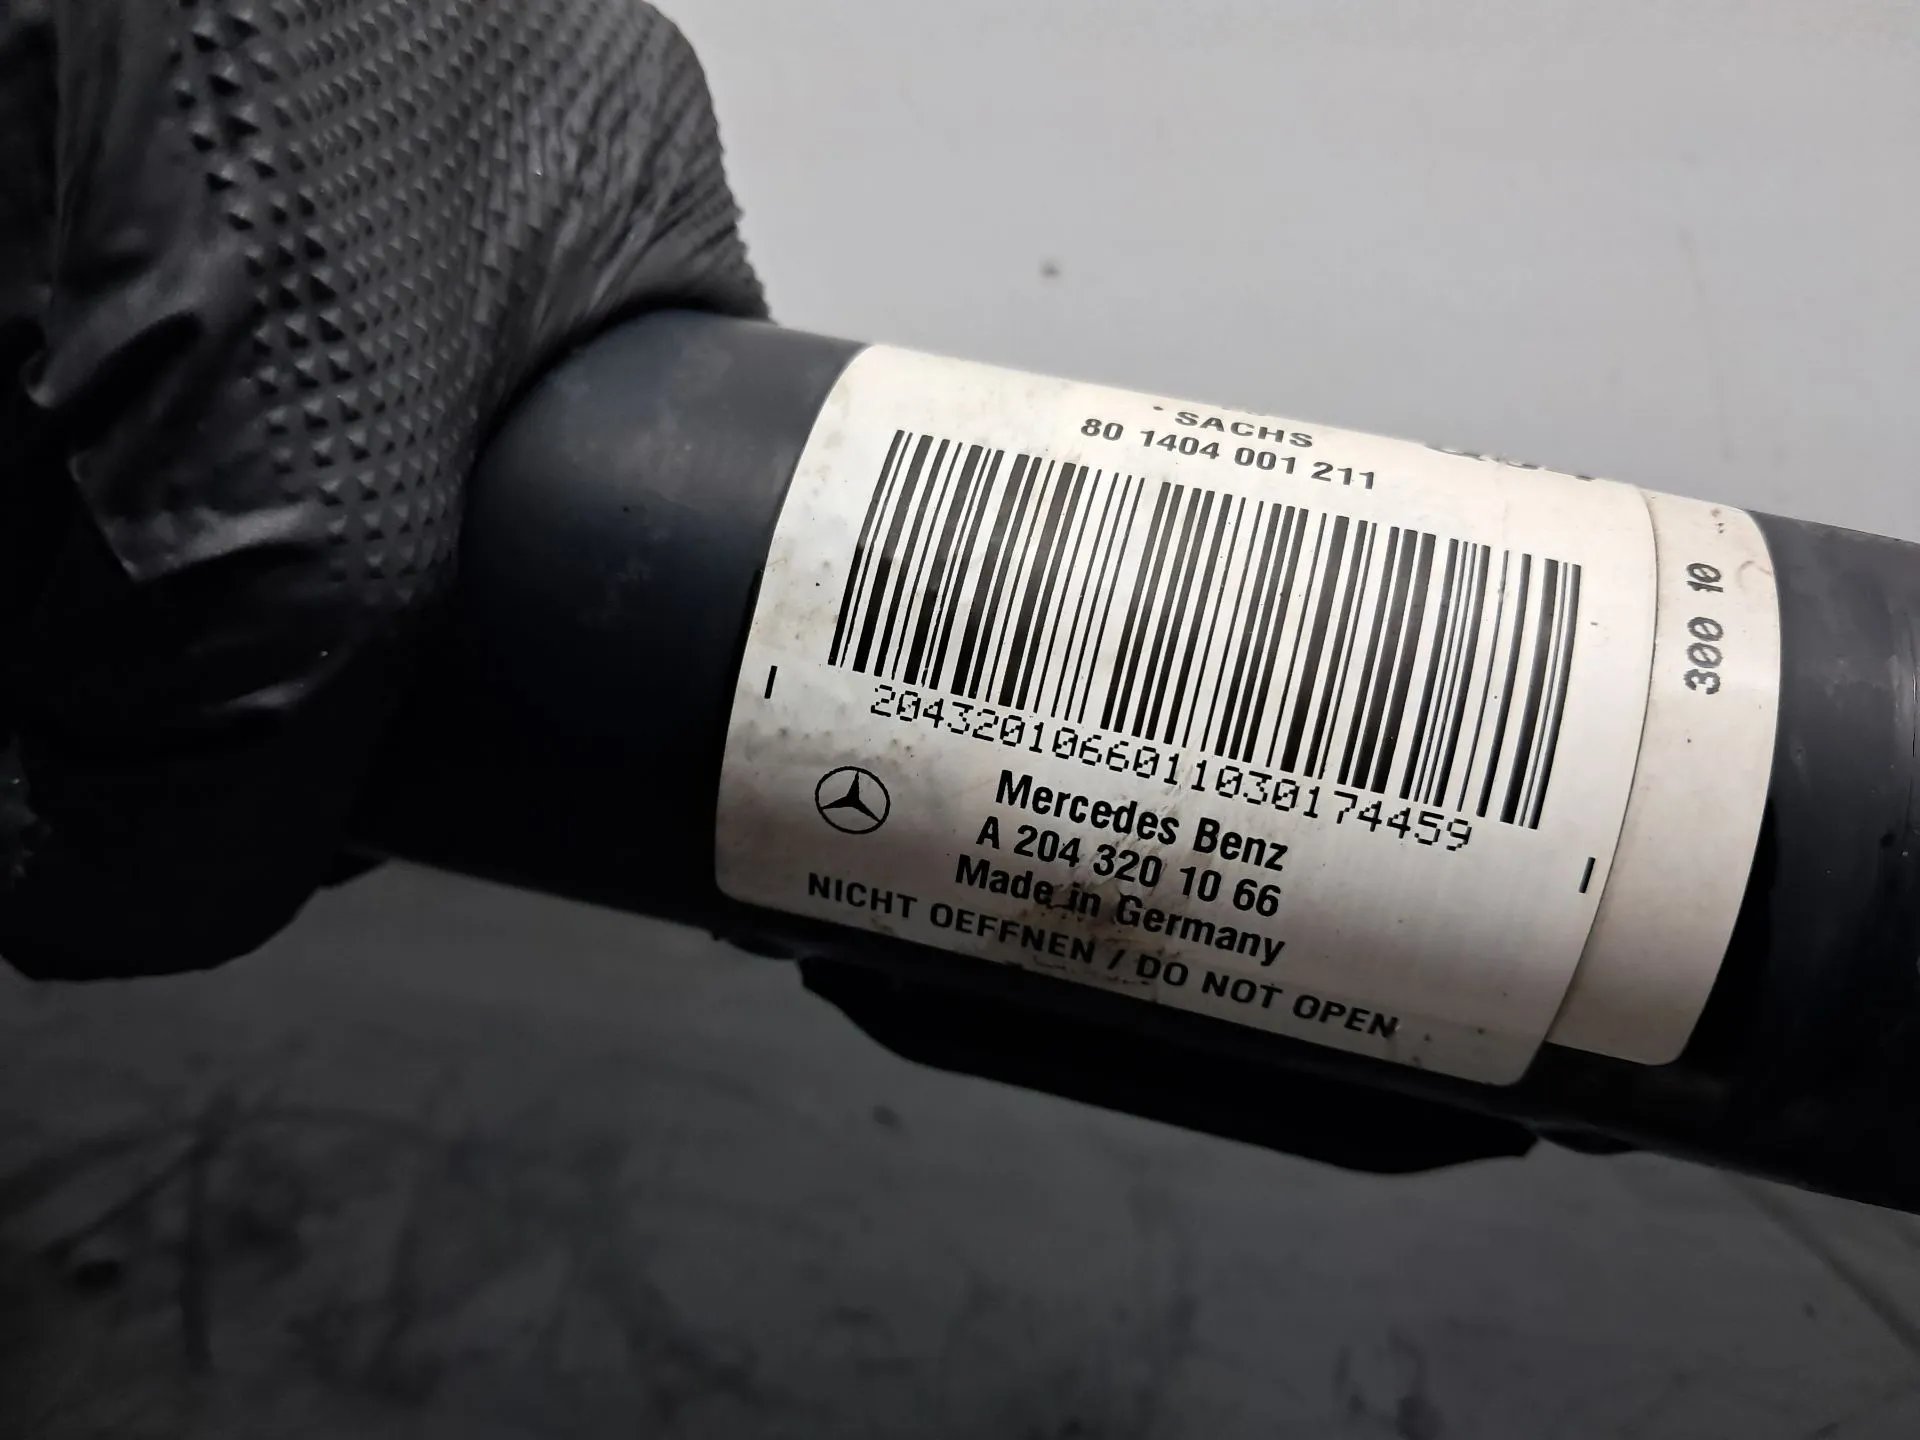 SACHS
80 1404 001 211
2043201066011030174459
Mercedes Benz
A 204 320 10 66
Made in Germany
NICHT OEFFNEN / DO NOT OPEN
300 10